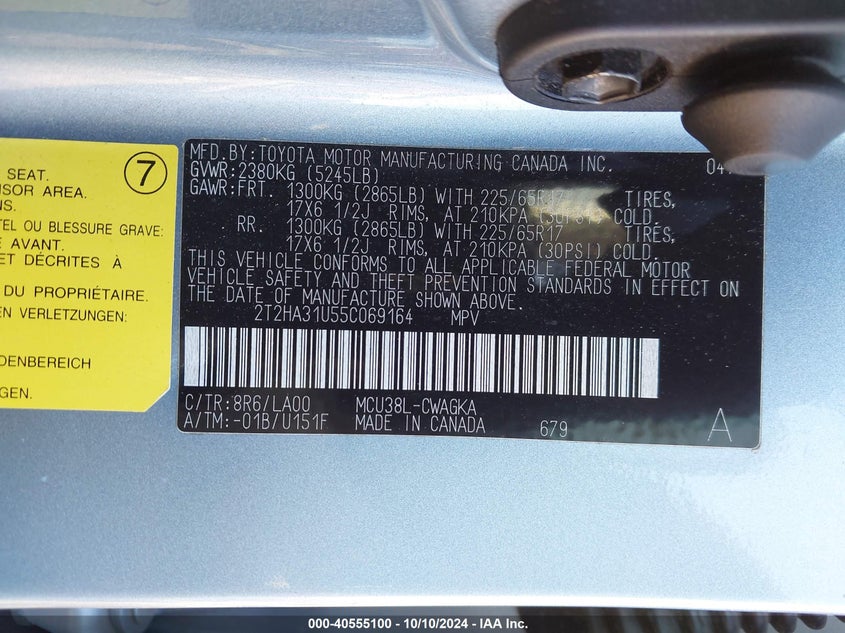 SEAT.
SOR AREA.
NS.
TEL OU BLESSURE GRAVE:
E AVANT.
ET DÉCRITES À
DU PROPRIÉTAIRE.
LETZUNGEN:
DENBEREICH
GEN.
7
MFD.BY:TOYOTA MOTOR MANUFACTURING CANADA INC. 04
GVWR:2380KG (5245LB)
GAWR:FRT. 1300KG (2865LB) WITH 225/65R17 TIRES,
17X6 1/2J RIMS, AT 210KPA (30PSI) COLD.
RR. 1300KG (2865LB) WITH 225/65R17 TIRES,
17X6 1/2J RIMS, AT 210KPA (30PSI) COLD.
THIS VEHICLE CONFORMS TO ALL APPLICABLE FEDERAL MOTOR
VEHICLE SAFETY AND THEFT PREVENTION STANDARDS IN EFFECT ON
THE DATE OF MANUFACTURE SHOWN ABOVE.
2T2HA31U55C069164 MPV
C/TR:8R6/LA00 MCU38L-CWAGKA
A/TM:-01B/U151F MADE IN CANADA 679 A
000-40555100 - 10/10/2024 - IAA Inc.